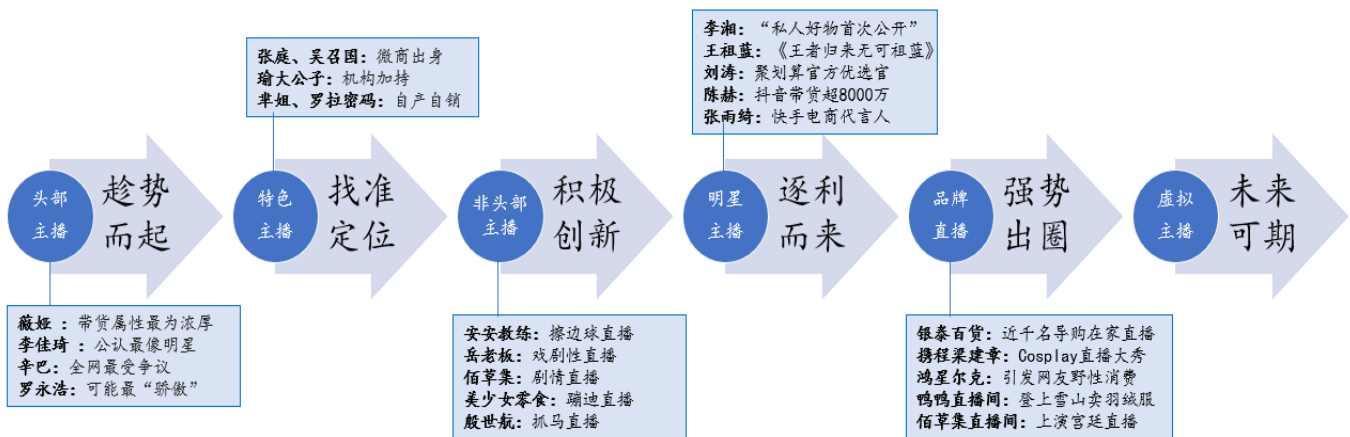 李湘：“私人好物首次公开”
王祖蓝：《王者归来无可祖蓝》
刘涛：聚划算官方优选官
陈赫：抖音带货超8000万
张雨绮：快手电商代言人
张庭、吴召国：微商出身
瑜大公子：机构加持
芈姐、罗拉密码：自产自销
头部
主播
趁势
而起
特色
主播
找准
定位
非头部
主播
积极
创新
明星
主播
逐利
而来
品牌
直播
强势
出圈
虚拟
主播
未来
可期
薇娅 ：带货属性最为浓厚
李佳琦 ：公认最像明星
辛巴：全网最受争议
罗永浩：可能最“骄傲”
安安教练：擦边球直播
岳老板：戏剧性直播
佰草集：剧情直播
美少女零食：蹦迪直播
殷世航：抓马直播
银泰百货：近千名导购在家直播
携程梁建章：Cosplay直播大秀
鸿星尔克：引发网友野性消费
鸭鸭直播间：登上雪山卖羽绒服
佰草集直播间：上演宫廷直播